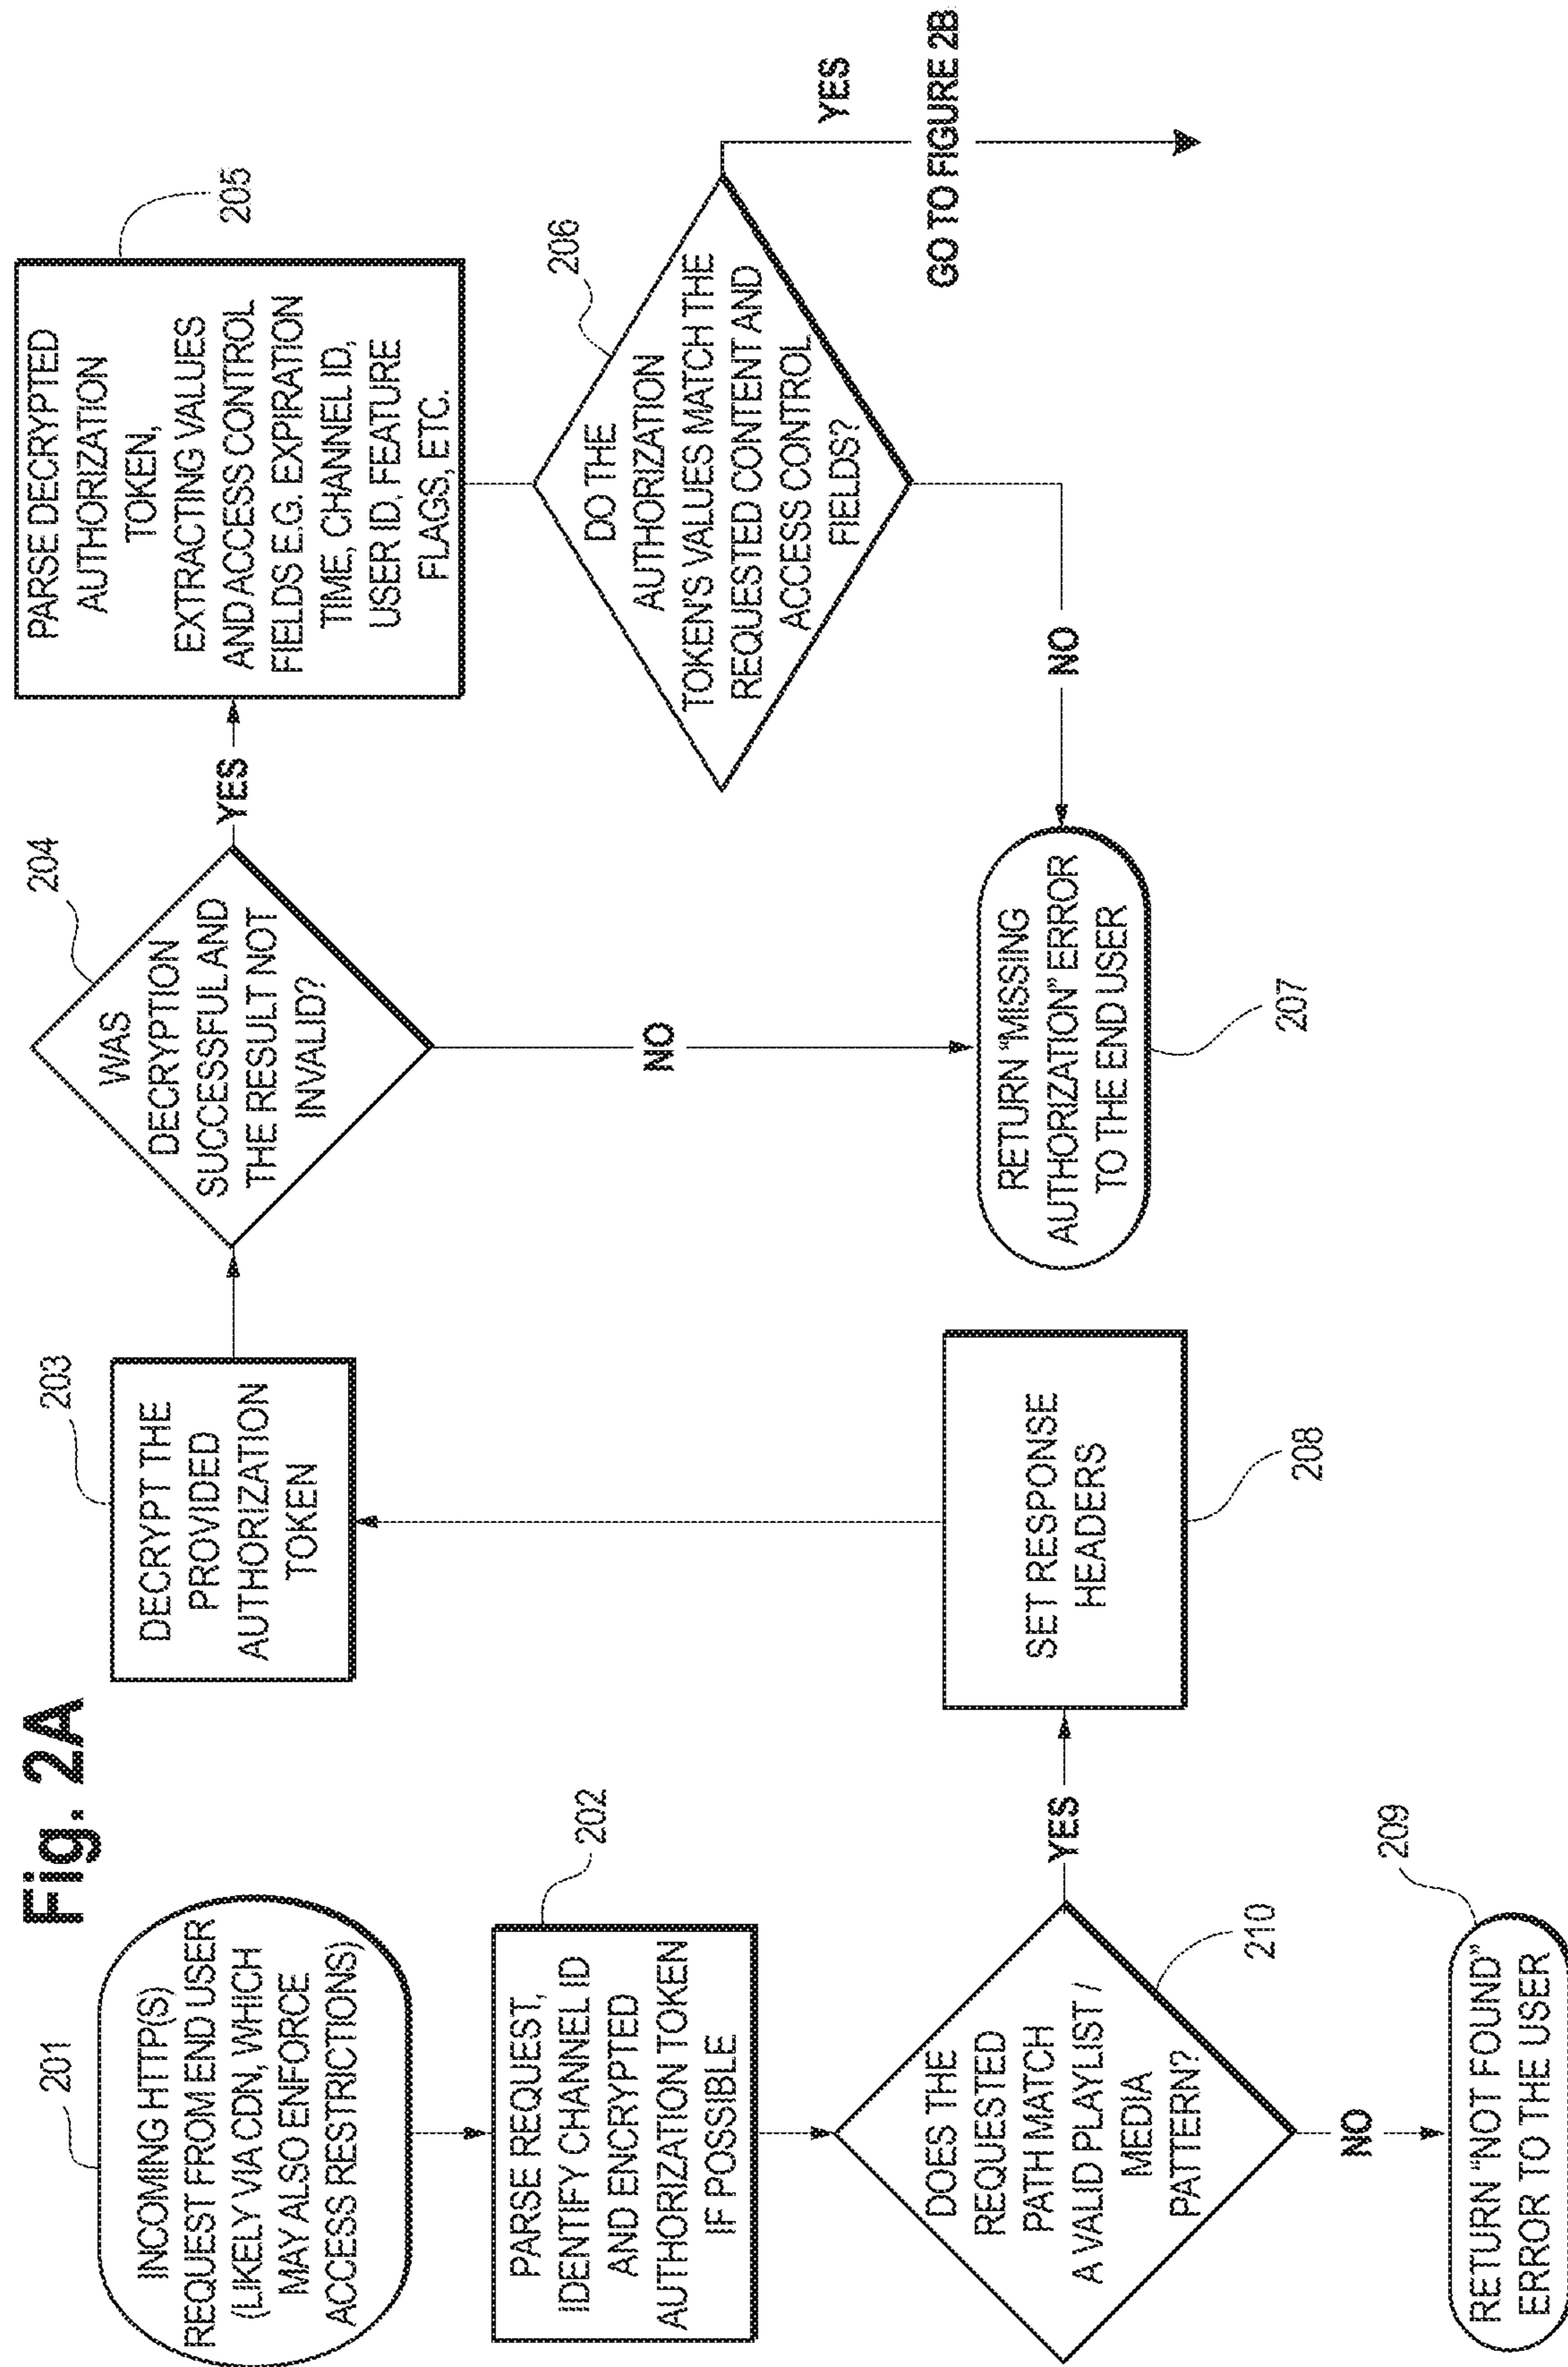 Fig. 2A
201
INCOMING HTTP(S)
REQUEST FROM END USER
(LIKELY VIA CDN, WHICH
MAY ALSO ENFORCE
ACCESS RESTRICTIONS)
202
PARSE REQUEST,
IDENTIFY CHANNEL ID
AND ENCRYPTED
AUTHORIZATION TOKEN
IF POSSIBLE
DOES THE
REQUESTED
PATH MATCH
A VALID PLAYLIST /
MEDIA
PATTERN?
210
NO
209
RETURN "NOT FOUND"
ERROR TO THE USER
YES
SET RESPONSE
HEADERS
208
203
DECRYPT THE
PROVIDED
AUTHORIZATION
TOKEN
204
WAS
DECRYPTION
SUCCESSFUL AND
THE RESULT NOT
INVALID?
NO
RETURN "MISSING
AUTHORIZATION" ERROR
TO THE END USER
207
YES
205
PARSE DECRYPTED
AUTHORIZATION
TOKEN,
EXTRACTING VALUES
AND ACCESS CONTROL
FIELDS E.G. EXPIRATION
TIME, CHANNEL ID,
USER ID, FEATURE
FLAGS, ETC.
206
DO THE
AUTHORIZATION
TOKEN'S VALUES MATCH THE
REQUESTED CONTENT AND
ACCESS CONTROL
FIELDS?
NO
YES
GO TO FIGURE 2B